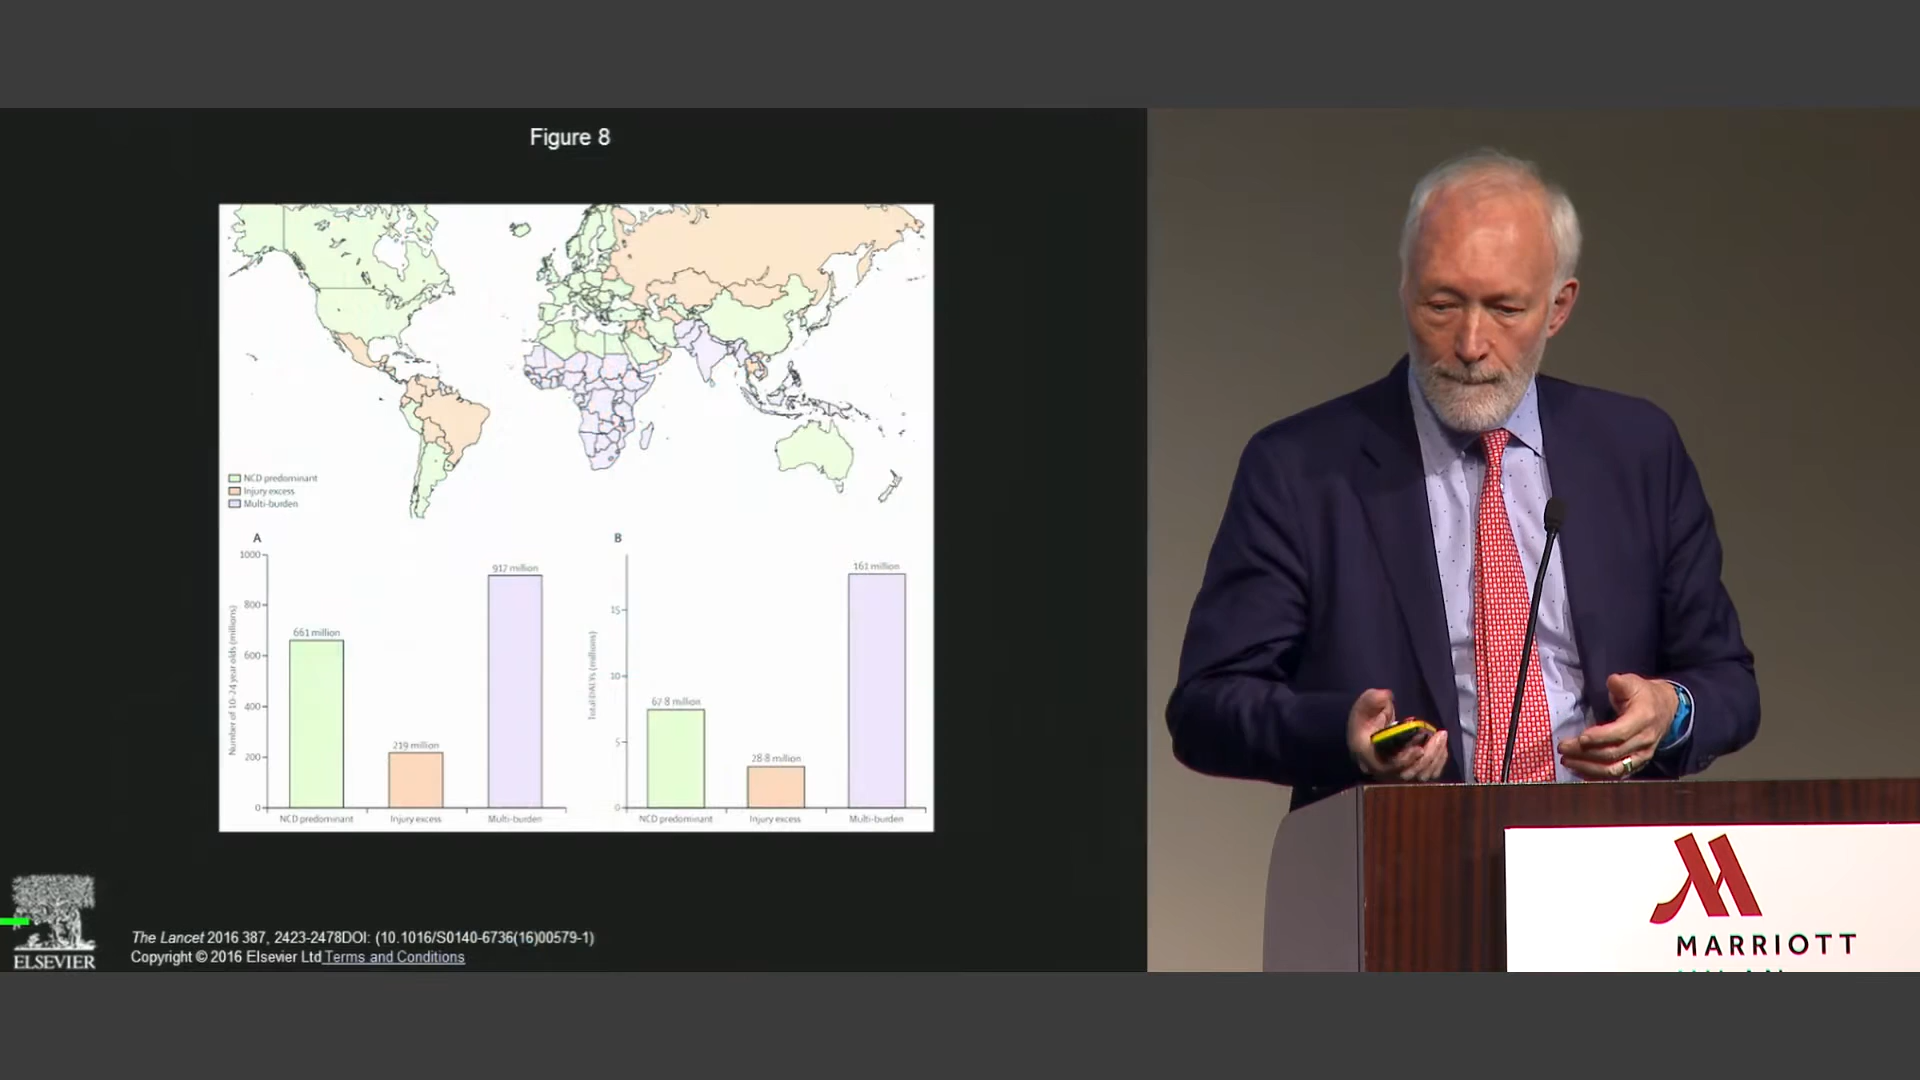 Figure 8
NCD predominant
Injury excess
Multi-burden
A
1000
800
600
400
200
0
Number of 10-24 year olds (millions)
661 million
219 million
917 million
NCD predominant
Injury excess
Multi-burden
B
15
10
5
0
Total DALYs (millions)
67·8 million
28·8 million
161 million
NCD predominant
Injury excess
Multi-burden
ELSEVIER
The Lancet 2016 387, 2423-2478DOI: (10.1016/S0140-6736(16)00579-1)
Copyright © 2016 Elsevier Ltd Terms and Conditions
MARRIOTT